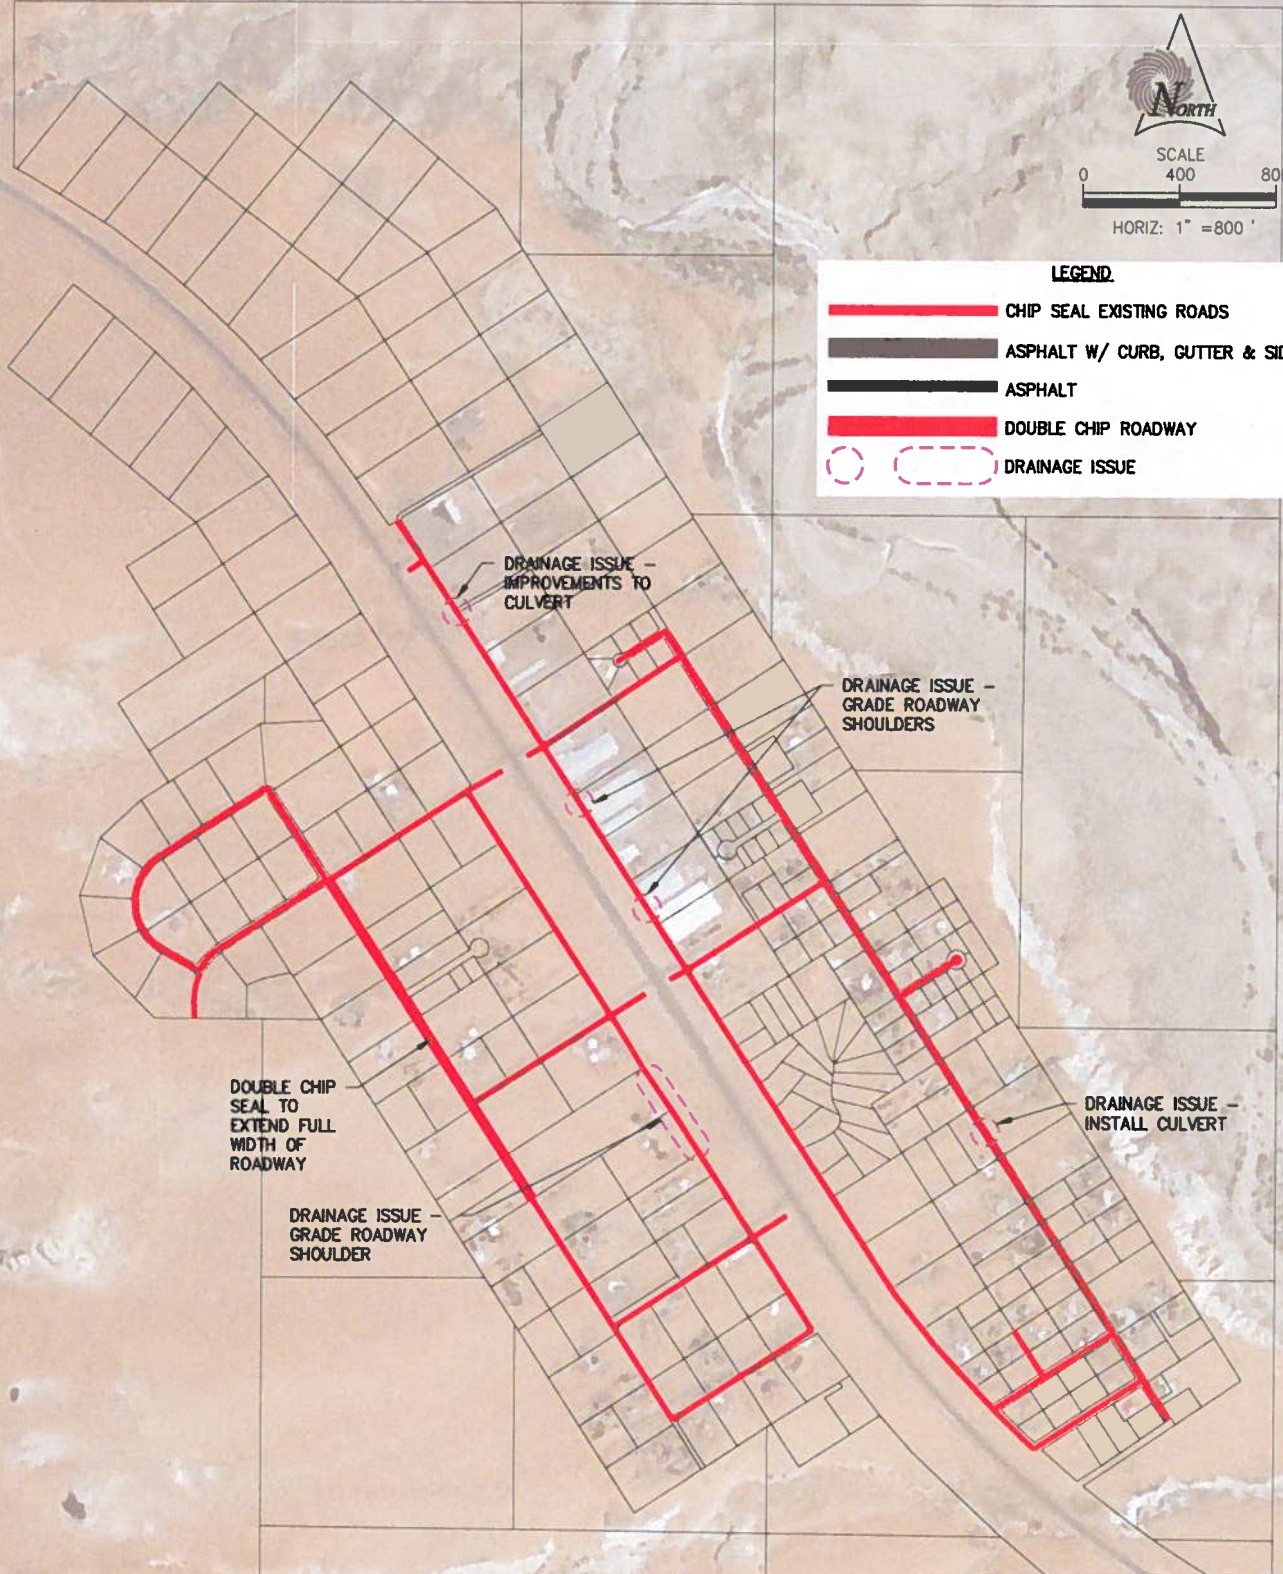 NORTH
SCALE
0 400 80
HORIZ: 1" =800 '
LEGEND
CHIP SEAL EXISTING ROADS
ASPHALT W/ CURB, GUTTER & SID
ASPHALT
DOUBLE CHIP ROADWAY
DRAINAGE ISSUE
DRAINAGE ISSUE –
IMPROVEMENTS TO
CULVERT
DRAINAGE ISSUE –
GRADE ROADWAY
SHOULDERS
DOUBLE CHIP
SEAL TO
EXTEND FULL
WIDTH OF
ROADWAY
DRAINAGE ISSUE –
INSTALL CULVERT
DRAINAGE ISSUE –
GRADE ROADWAY
SHOULDER